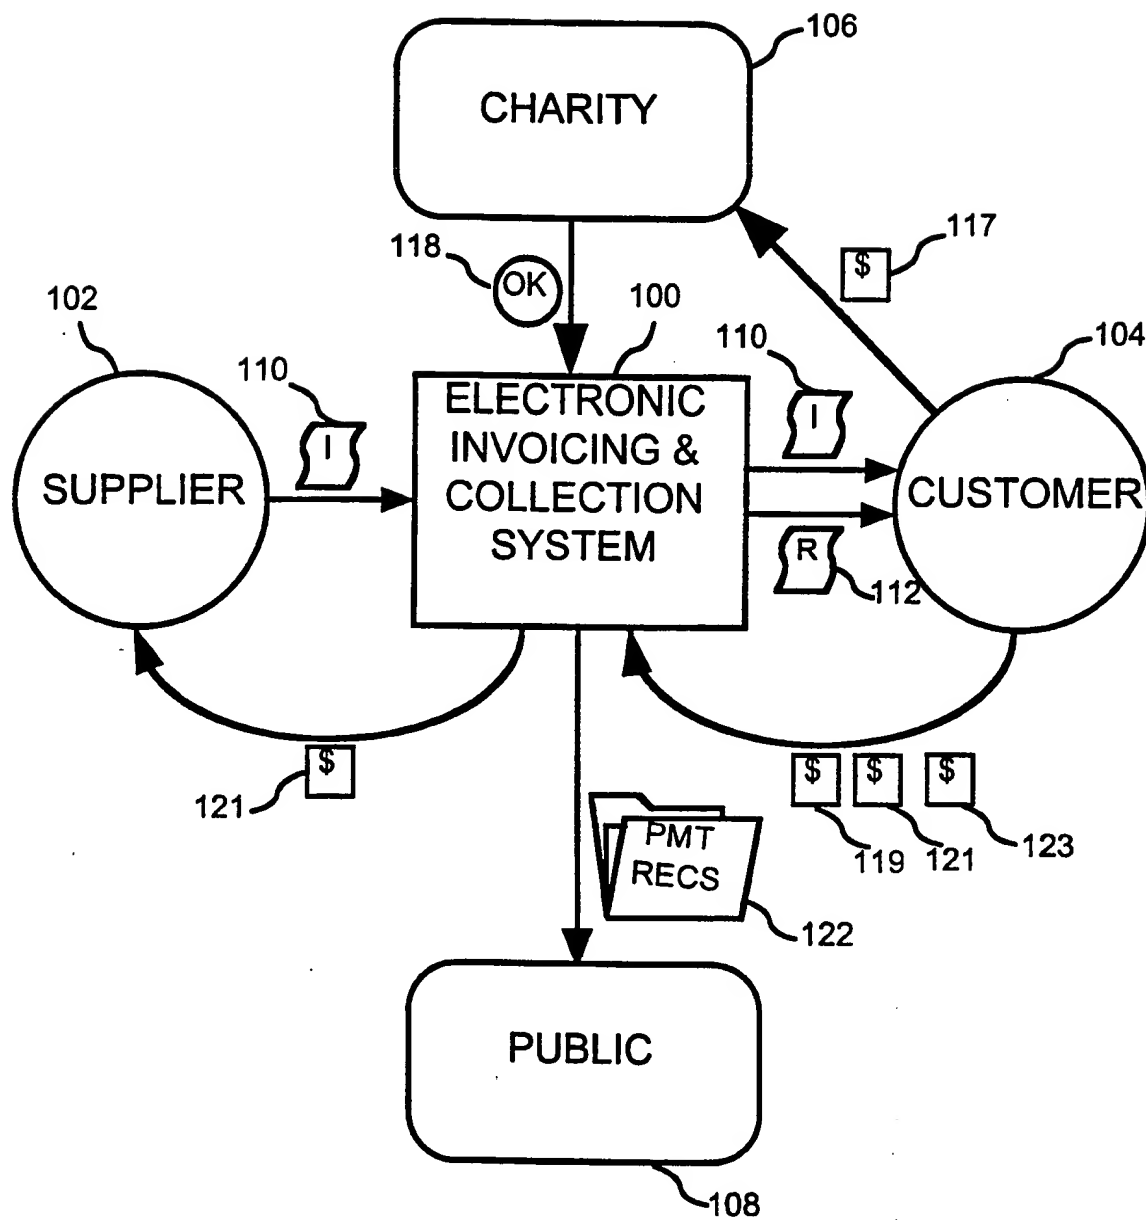 106
CHARITY
117
$
118
OK
102
100
110
104
110
I
I
ELECTRONIC
INVOICING &
COLLECTION
SYSTEM
SUPPLIER
CUSTOMER
R
112
$
121
$
$
$
119
121
123
PMT
RECS
122
PUBLIC
108